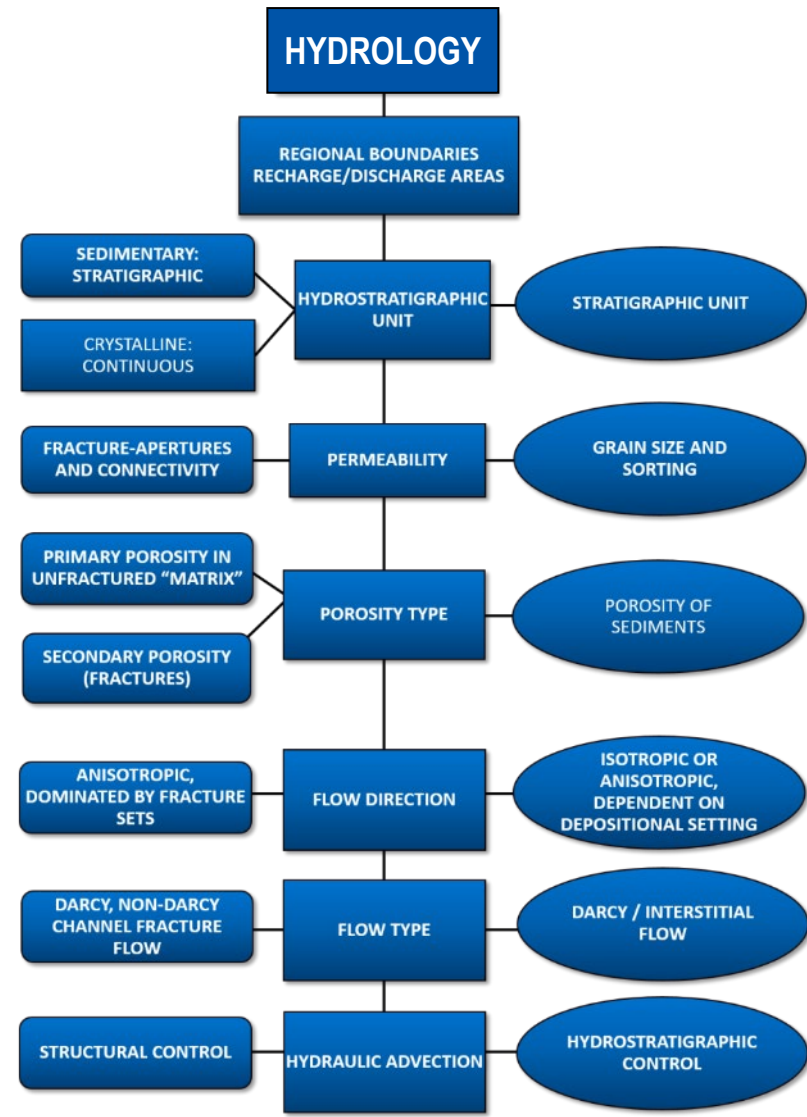 HYDROLOGY
REGIONAL BOUNDARIES
RECHARGE/DISCHARGE AREAS
SEDIMENTARY:
STRATIGRAPHIC
CRYSTALLINE:
CONTINUOUS
HYDROSTRATIGRAPHIC
UNIT
STRATIGRAPHIC UNIT
FRACTURE-APERTURES
AND CONNECTIVITY
PERMEABILITY
GRAIN SIZE AND
SORTING
PRIMARY POROSITY IN
UNFRACTURED “MATRIX”
SECONDARY POROSITY
(FRACTURES)
POROSITY TYPE
POROSITY OF
SEDIMENTS
ANISOTROPIC,
DOMINATED BY FRACTURE
SETS
FLOW DIRECTION
ISOTROPIC OR
ANISOTROPIC,
DEPENDENT ON
DEPOSITIONAL SETTING
DARCY, NON-DARCY
CHANNEL FRACTURE
FLOW
FLOW TYPE
DARCY / INTERSTITIAL
FLOW
STRUCTURAL CONTROL
HYDRAULIC ADVECTION
HYDROSTRATIGRAPHIC
CONTROL